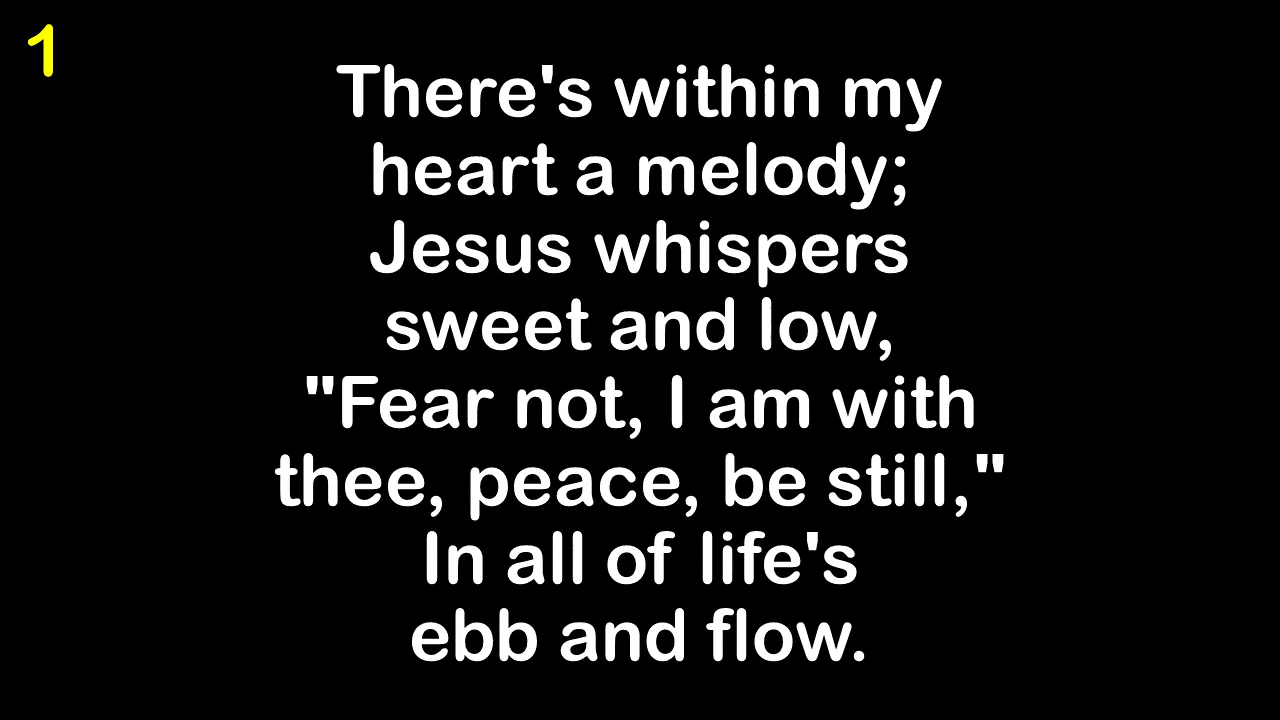 1
There's within my
heart a melody;
Jesus whispers
sweet and low,
"Fear not, I am with
thee, peace, be still,"
In all of life's
ebb and flow.